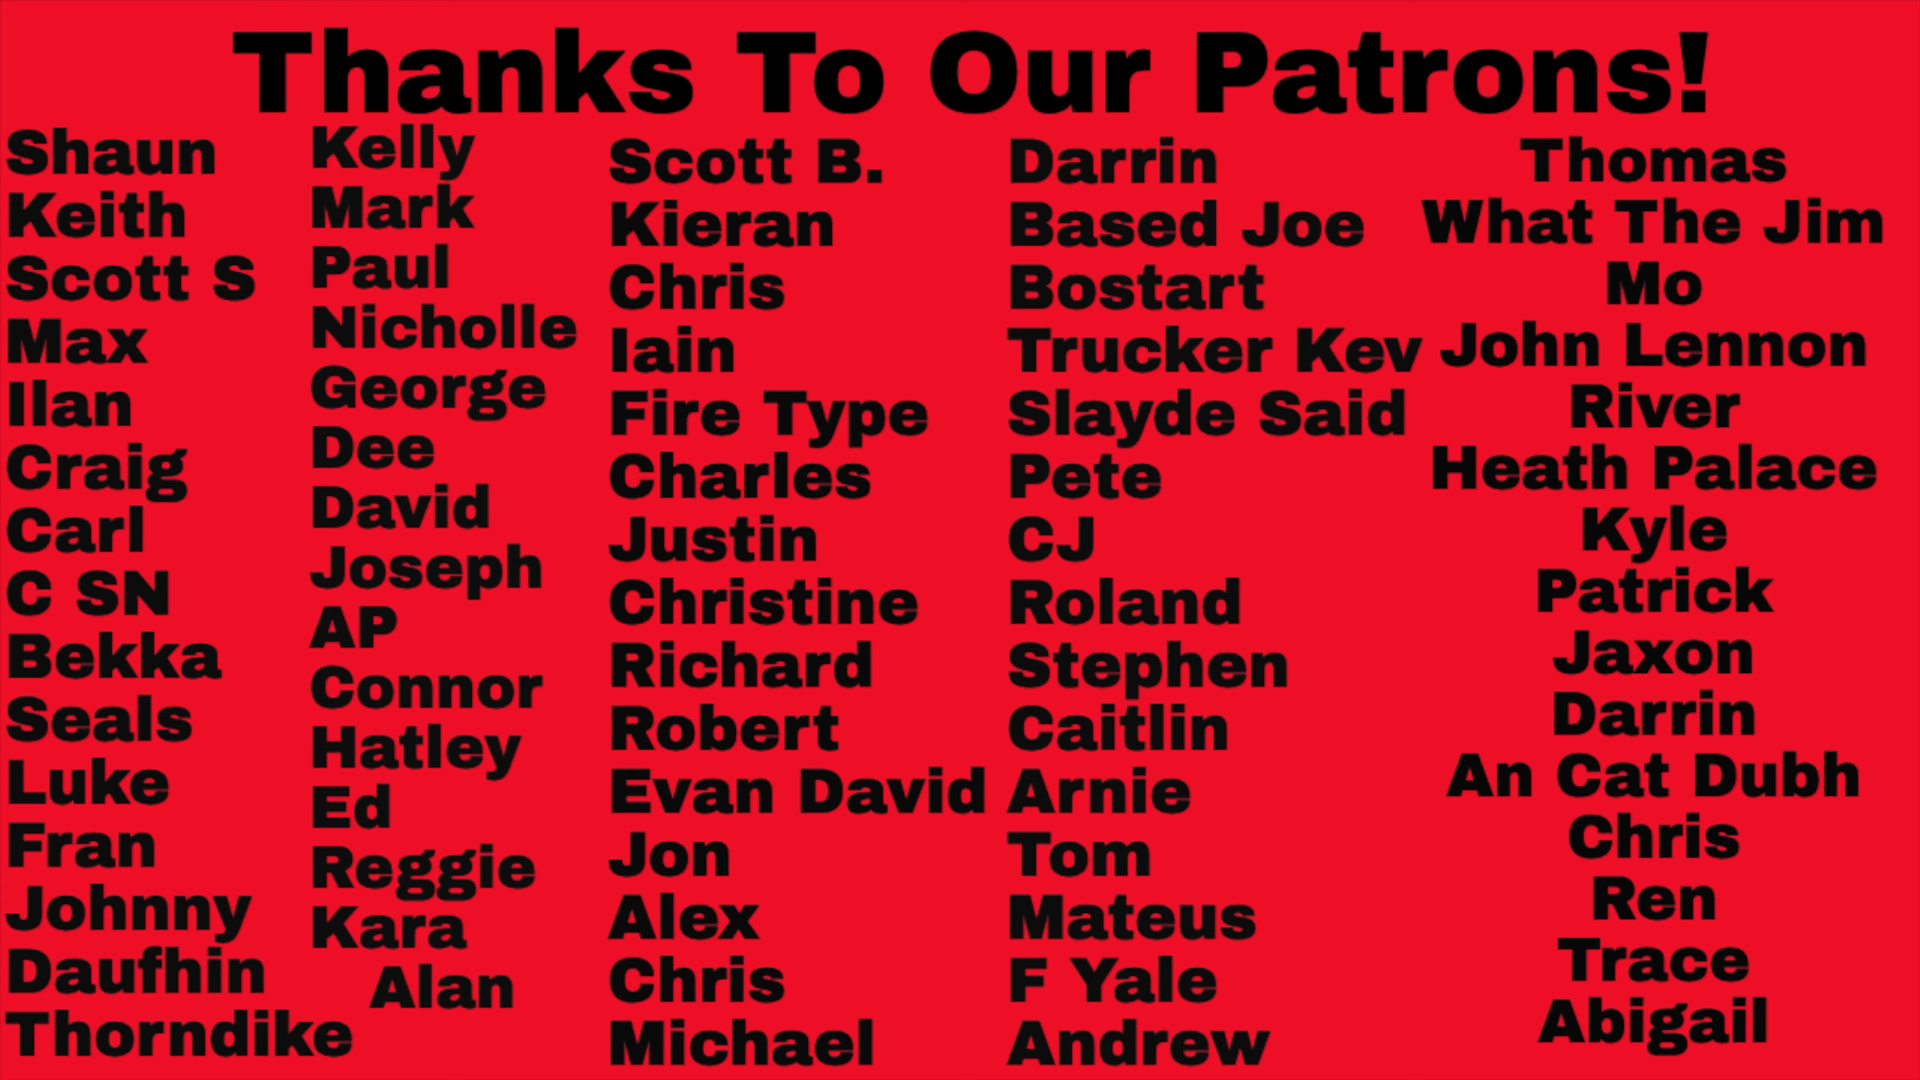 Thanks To Our Patrons!
Shaun
Keith
Scott S
Max
Ilan
Craig
Carl
C SN
Bekka
Seals
Luke
Fran
Johnny
Daufhin
Thorndike
Kelly
Mark
Paul
Nicholle
George
Dee
David
Joseph
AP
Connor
Hatley
Ed
Reggie
Kara
Alan
Scott B.
Kieran
Chris
Iain
Fire Type
Charles
Justin
Christine
Richard
Robert
Evan David
Jon
Alex
Chris
Michael
Darrin
Based Joe
Bostart
Trucker Kev
Slayde Said
Pete
CJ
Roland
Stephen
Caitlin
Arnie
Tom
Mateus
F Yale
Andrew
Thomas
What The Jim
Mo
John Lennon
River
Heath Palace
Kyle
Patrick
Jaxon
Darrin
An Cat Dubh
Chris
Ren
Trace
Abigail